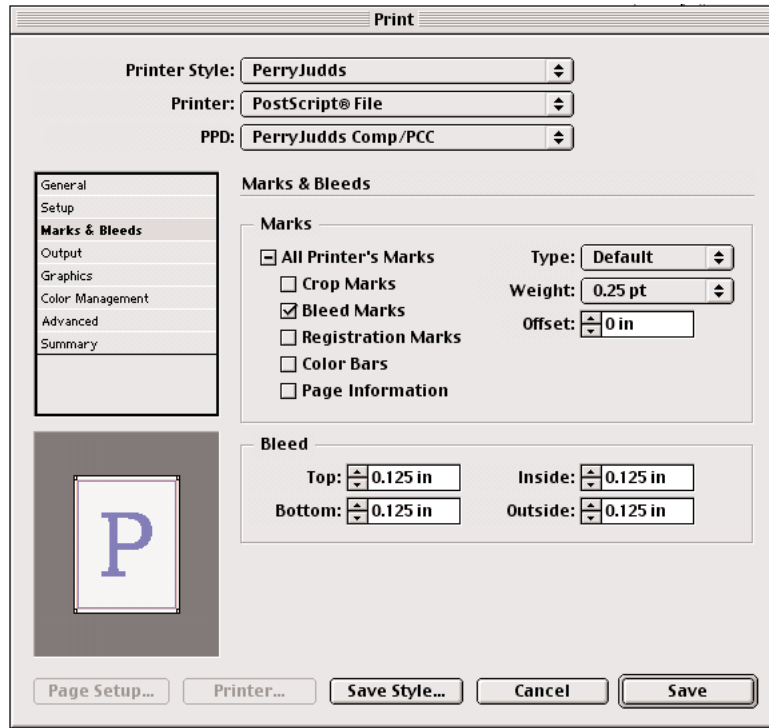 Print
Printer Style: PerryJudds
Printer: PostScript® File
PPD: PerryJudds Comp/PCC
General
Setup
Marks & Bleeds
Output
Graphics
Color Management
Advanced
Summary
Marks & Bleeds
Marks
All Printer's Marks
Crop Marks
Bleed Marks
Registration Marks
Color Bars
Page Information
Type: Default
Weight: 0.25 pt
Offset: 0 in
Bleed
Top: 0.125 in
Bottom: 0.125 in
Inside: 0.125 in
Outside: 0.125 in
P
Page Setup...
Printer...
Save Style...
Cancel
Save